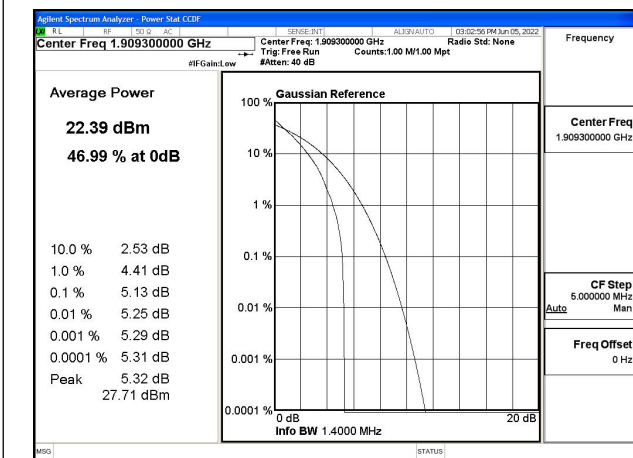 Agilent Spectrum Analyzer - Power Stat CCDF
RL RF 50 Ω AC SENSE:INT ALIGN AUTO 03:02:56 PM Jun 05, 2022
Center Freq 1.909300000 GHz
Center Freq: 1.909300000 GHz Radio Std: None
Trig: Free Run Counts:1.00 M/1.00 Mpt
#IFGain:Low #Atten: 40 dB
Frequency
Average Power
22.39 dBm
46.99 % at 0dB
10.0 % 2.53 dB
1.0 % 4.41 dB
0.1 % 5.13 dB
0.01 % 5.25 dB
0.001 % 5.29 dB
0.0001 % 5.31 dB
Peak 5.32 dB
27.71 dBm
Gaussian Reference
100 %
10 %
1 %
0.1 %
0.01 %
0.001 %
0.0001 %
0 dB 20 dB
Info BW 1.4000 MHz
Center Freq
1.909300000 GHz
CF Step
5.000000 MHz
Auto Man
Freq Offset
0 Hz
MSG STATUS